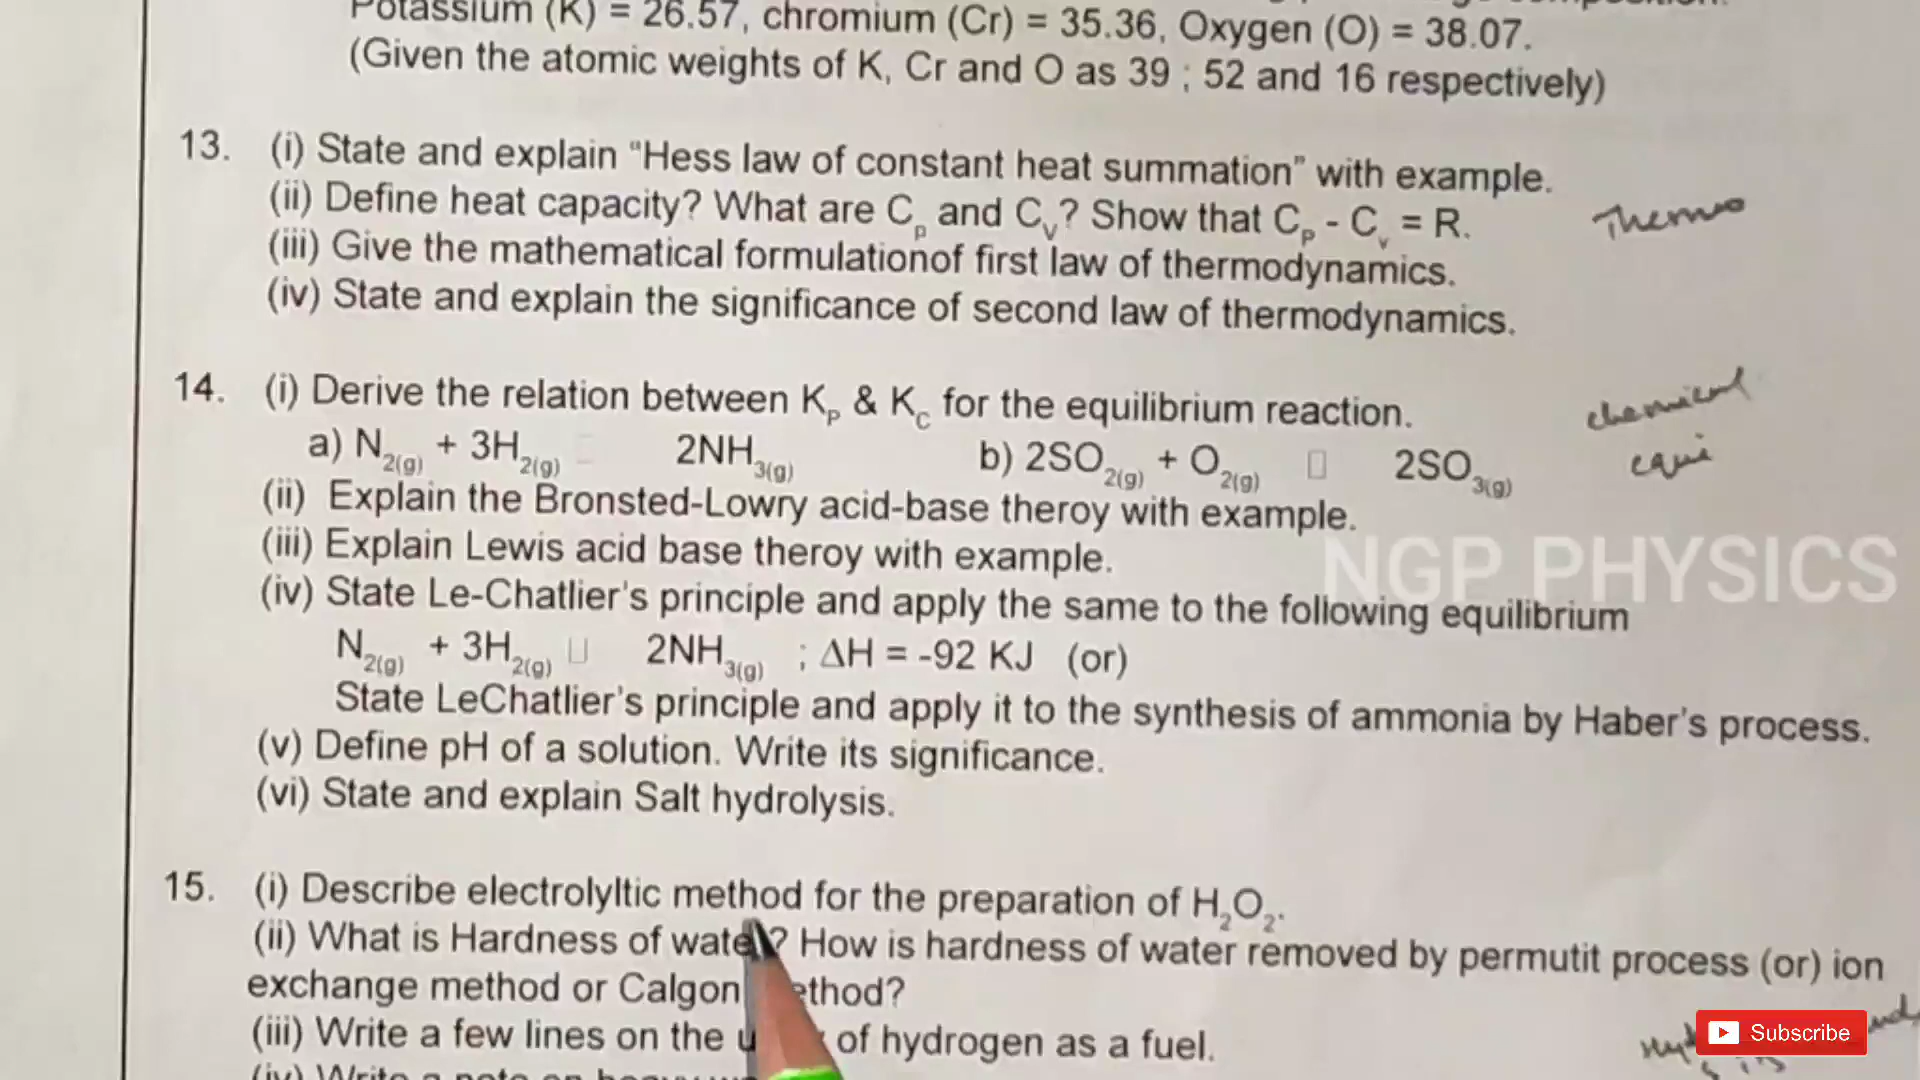 Potassium (K) = 26.57, chromium (Cr) = 35.36, Oxygen (O) = 38.07.
(Given the atomic weights of K, Cr and O as 39 ; 52 and 16 respectively)
13. (i) State and explain “Hess law of constant heat summation” with example.
(ii) Define heat capacity? What are Cp and Cv? Show that Cp - Cv = R.
Thermo
(iii) Give the mathematical formulationof first law of thermodynamics.
(iv) State and explain the significance of second law of thermodynamics.
14. (i) Derive the relation between KP & KC for the equilibrium reaction.
chemical
a) N2(g) + 3H2(g) 2NH3(g) b) 2SO2(g) + O2(g) 2SO3(g)
equi
(ii) Explain the Bronsted-Lowry acid-base theroy with example.
(iii) Explain Lewis acid base theroy with example.
NGP PHYSICS
(iv) State Le-Chatlier's principle and apply the same to the following equilibrium
N2(g) + 3H2(g) 2NH3(g) ; ΔH = -92 KJ (or)
State LeChatlier's principle and apply it to the synthesis of ammonia by Haber's process.
(v) Define pH of a solution. Write its significance.
(vi) State and explain Salt hydrolysis.
15. (i) Describe electrolyltic method for the preparation of H2O2.
(ii) What is Hardness of water? How is hardness of water removed by permutit process (or) ion
exchange method or Calgon method?
(iii) Write a few lines on the of hydrogen as a fuel.
Subscribe
(iv) Write a note on heavy